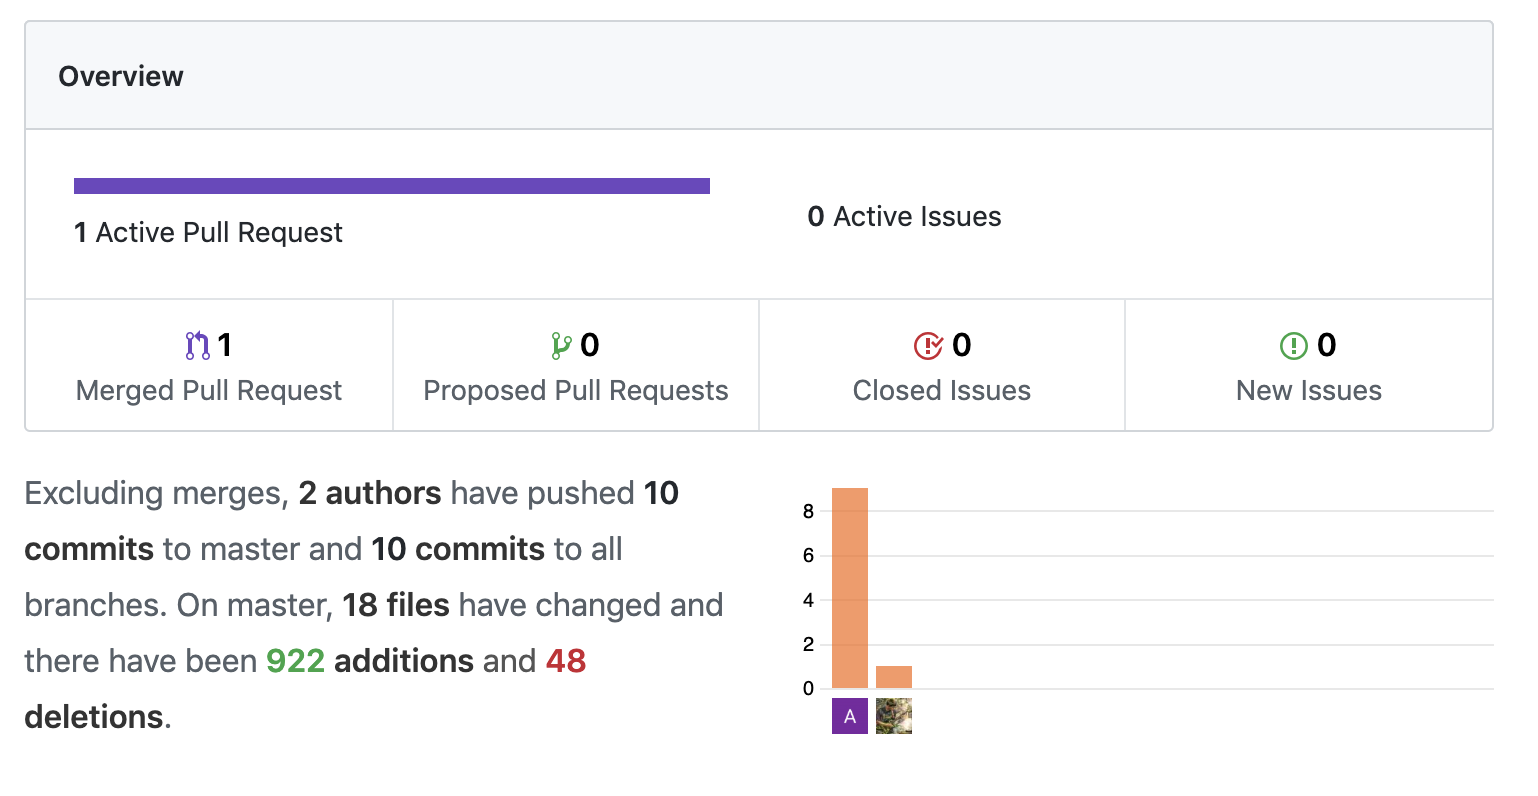 Overview
1 Active Pull Request
0 Active Issues
1
Merged Pull Request
0
Proposed Pull Requests
0
Closed Issues
0
New Issues
Excluding merges, 2 authors have pushed 10
commits to master and 10 commits to all
branches. On master, 18 files have changed and
there have been 922 additions and 48
deletions.
8
6
4
2
0
A